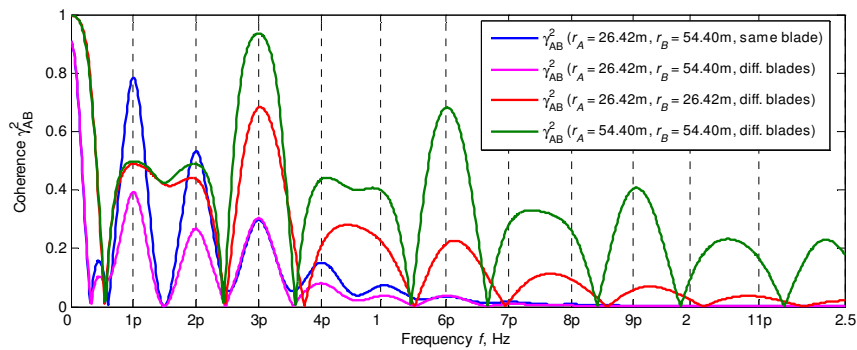 γ²AB (rA = 26.42m, rB = 54.40m, same blade)
γ²AB (rA = 26.42m, rB = 54.40m, diff. blades)
γ²AB (rA = 26.42m, rB = 26.42m, diff. blades)
γ²AB (rA = 54.40m, rB = 54.40m, diff. blades)
Coherence γ²AB
1
0.8
0.6
0.4
0.2
0
0 1p 2p 3p 4p 1 6p 7p 8p 9p 2 11p 2.5
Frequency f, Hz